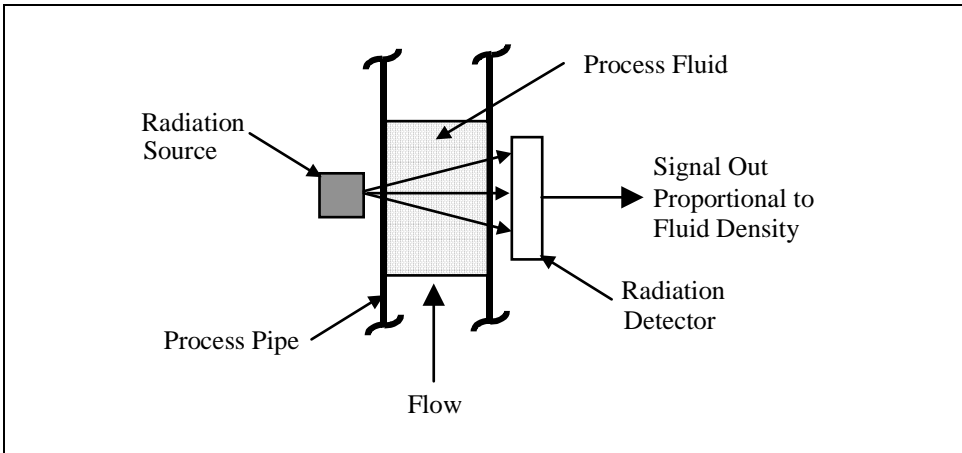 Process Fluid
Radiation
Source
Signal Out
Proportional to
Fluid Density
Radiation
Detector
Process Pipe
Flow